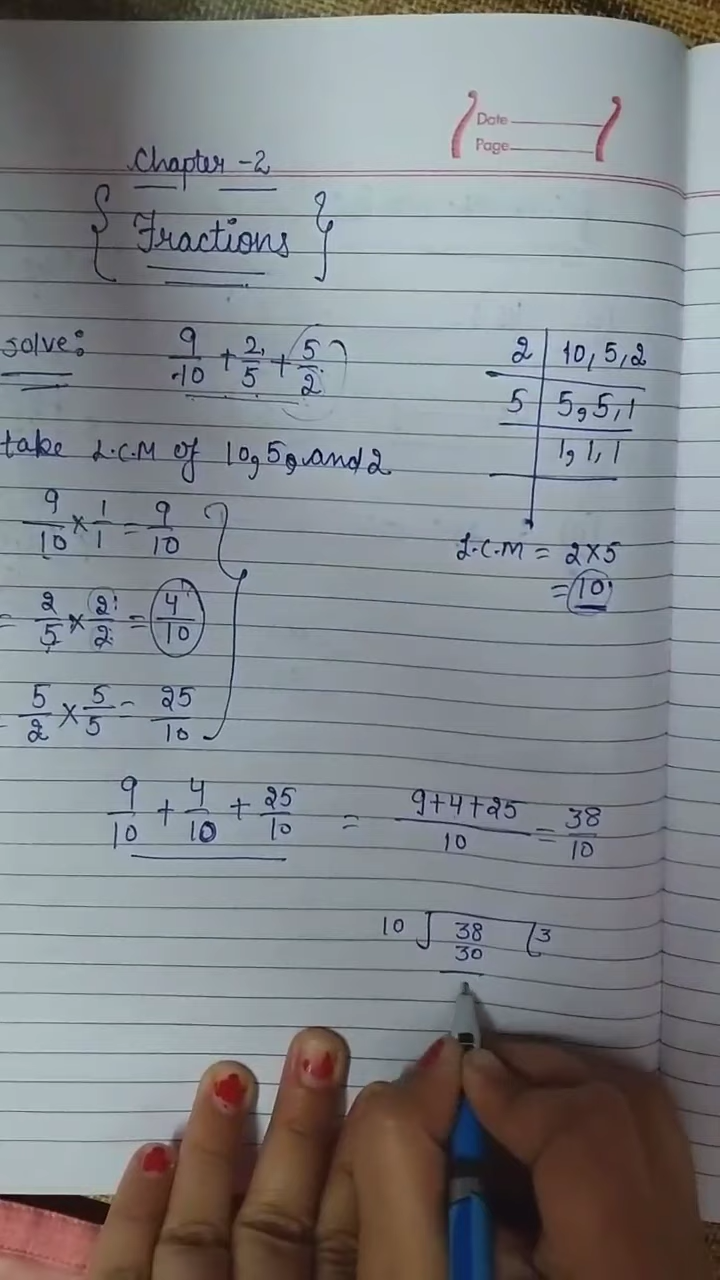 Date
Page
Chapter -2
{ Fractions }
solve: 9/10 + 2/5 + 5/2
2 | 10, 5, 2
5 | 5, 5, 1
1, 1, 1
L.C.M = 2×5
= 10
take L.C.M of 10, 5, and 2
9/10 × 1/1 = 9/10
= 2/5 × 2/2 = 4/10
- 5/2 × 5/5 = 25/10
9/10 + 4/10 + 25/10 = 9+4+25/10 = 38/10
10 ) 38 ( 3
30